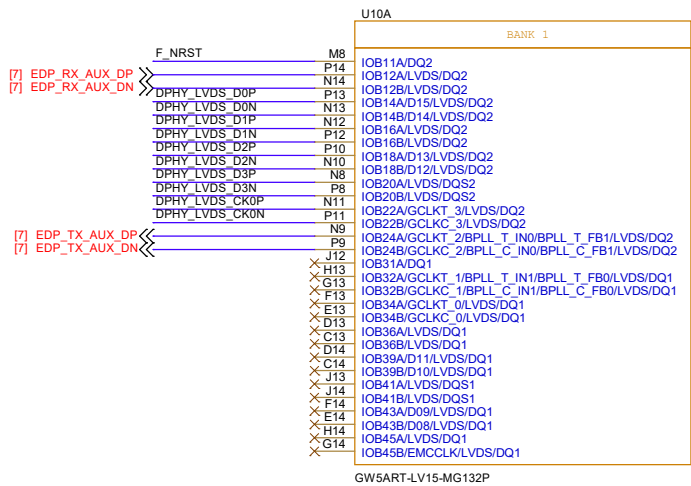 U10A
BANK 1
F_NRST M8 IOB11A/DQ2
[7] EDP_RX_AUX_DP P14 IOB12A/LVDS/DQ2
[7] EDP_RX_AUX_DN N14 IOB12B/LVDS/DQ2
DPHY_LVDS_D0P P13 IOB14A/D15/LVDS/DQ2
DPHY_LVDS_D0N N13 IOB14B/D14/LVDS/DQ2
DPHY_LVDS_D1P N12 IOB16A/LVDS/DQ2
DPHY_LVDS_D1N P12 IOB16B/LVDS/DQ2
DPHY_LVDS_D2P P10 IOB18A/D13/LVDS/DQ2
DPHY_LVDS_D2N N10 IOB18B/D12/LVDS/DQ2
DPHY_LVDS_D3P N8 IOB20A/LVDS/DQS2
DPHY_LVDS_D3N P8 IOB20B/LVDS/DQS2
DPHY_LVDS_CK0P N11 IOB22A/GCLKT_3/LVDS/DQ2
DPHY_LVDS_CK0N P11 IOB22B/GCLKC_3/LVDS/DQ2
[7] EDP_TX_AUX_DP N9 IOB24A/GCLKT_2/BPLL_T_IN0/BPLL_T_FB1/LVDS/DQ2
[7] EDP_TX_AUX_DN P9 IOB24B/GCLKC_2/BPLL_C_IN0/BPLL_C_FB1/LVDS/DQ2
J12 IOB31A/DQ1
H13 IOB32A/GCLKT_1/BPLL_T_IN1/BPLL_T_FB0/LVDS/DQ1
G13 IOB32B/GCLKC_1/BPLL_C_IN1/BPLL_C_FB0/LVDS/DQ1
F13 IOB34A/GCLKT_0/LVDS/DQ1
E13 IOB34B/GCLKC_0/LVDS/DQ1
D13 IOB36A/LVDS/DQ1
C13 IOB36B/LVDS/DQ1
D14 IOB39A/D11/LVDS/DQ1
C14 IOB39B/D10/LVDS/DQ1
J13 IOB41A/LVDS/DQS1
J14 IOB41B/LVDS/DQS1
F14 IOB43A/D09/LVDS/DQ1
E14 IOB43B/D08/LVDS/DQ1
H14 IOB45A/LVDS/DQ1
G14 IOB45B/EMCCLK/LVDS/DQ1
GW5ART-LV15-MG132P